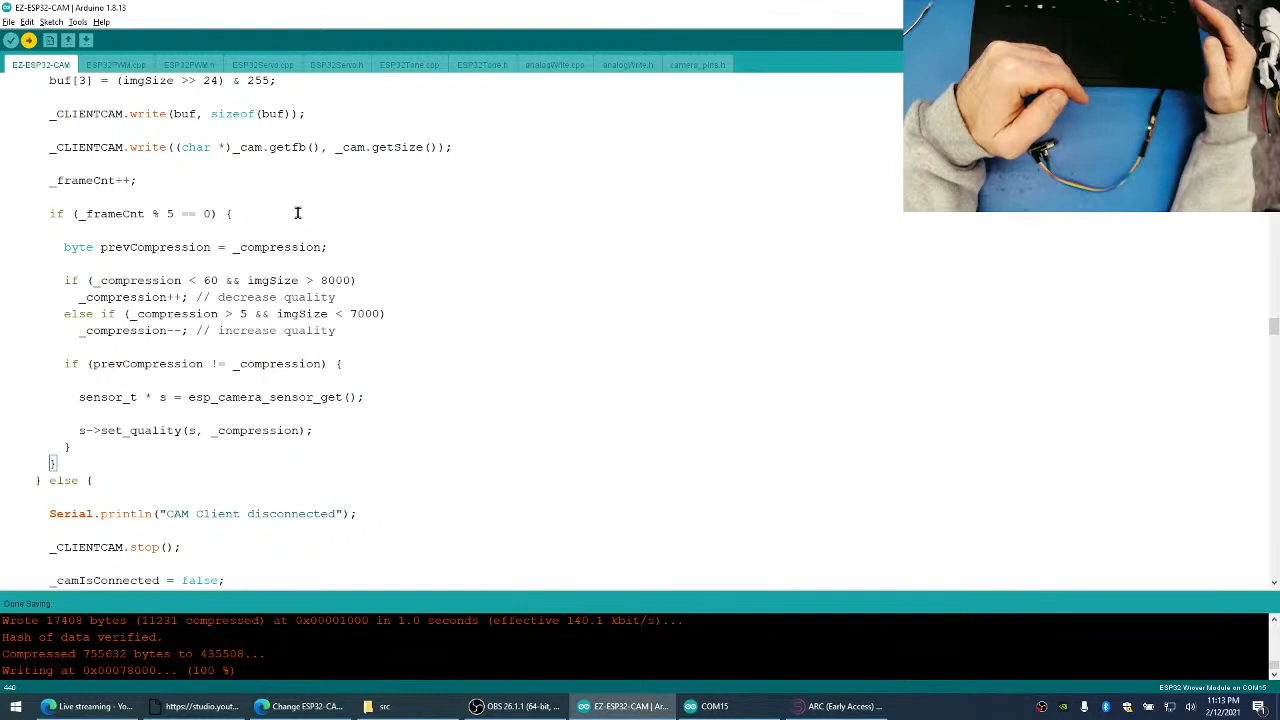 EZ-ESP32-CAM | Arduino 1.8.13
File Edit Sketch Tools Help
EZ-ESP32-CAM ESP32PWM.cpp ESP32PWM.h ESP32Servo.cpp ESP32Servo.h ESP32Tone.cpp ESP32Tone.h analogWrite.cpp analogWrite.h camera_pins.h
buf[3] = (imgSize >> 24) & 255;
_CLIENTCAM.write(buf, sizeof(buf));
_CLIENTCAM.write((char *)_cam.getfb(), _cam.getSize());
_frameCnt++;
if (_frameCnt % 5 == 0) {
byte prevCompression = _compression;
if (_compression < 60 && imgSize > 8000)
_compression++; // decrease quality
else if (_compression > 5 && imgSize < 7000)
_compression--; // increase quality
if (prevCompression != _compression) {
sensor_t * s = esp_camera_sensor_get();
s->set_quality(s, _compression);
}
}
} else {
Serial.println("CAM Client disconnected");
_CLIENTCAM.stop();
_camIsConnected = false;
Done Saving.
Wrote 17408 bytes (11231 compressed) at 0x00001000 in 1.0 seconds (effective 140.1 kbit/s)...
Hash of data verified.
Compressed 755632 bytes to 435508...
Writing at 0x00078000... (100 %)
440 ESP32 Wrover Module on COM15
Live streaming - Yo... https://studio.yout... Change ESP32-CA... src OBS 26.1.1 (64-bit, ... EZ-ESP32-CAM | Ar... COM15 ARC (Early Access) ... 11:13 PM
2/12/2021